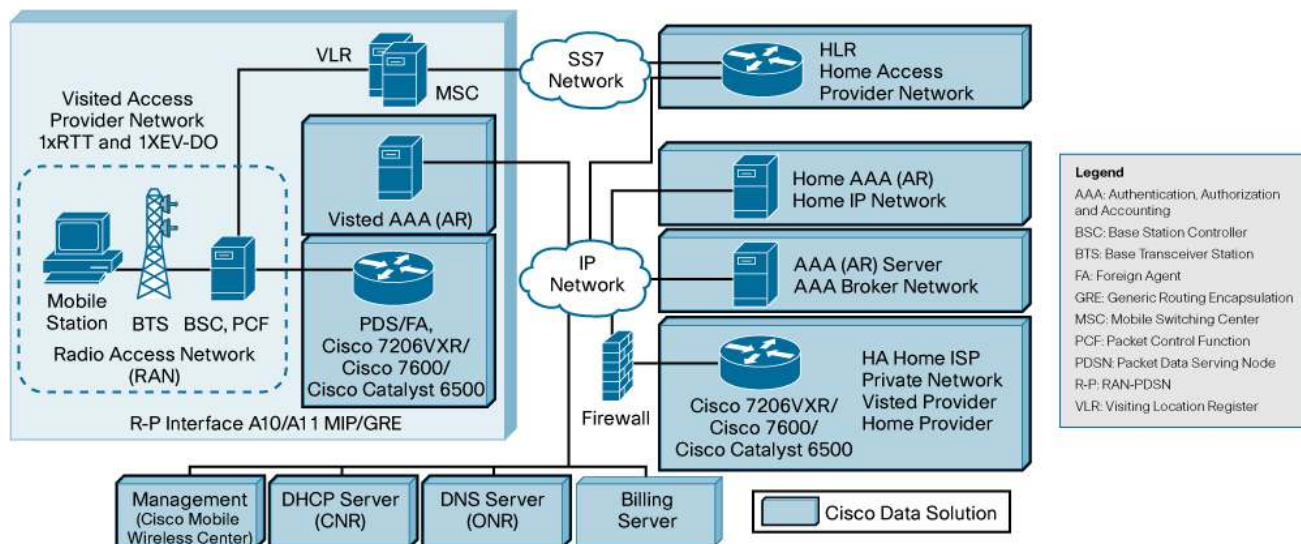 VLR
MSC
SS7
Network
HLR
Home Access
Provider Network
Visited Access
Provider Network
1xRTT and 1XEV-DO
Visted AAA (AR)
Home AAA (AR)
Home IP Network
Mobile
Station
BTS
BSC, PCF
Radio Access Network
(RAN)
PDS/FA,
Cisco 7206VXR/
Cisco 7600/
Cisco Catalyst 6500
R-P Interface A10/A11 MIP/GRE
IP
Network
AAA (AR) Server
AAA Broker Network
Firewall
HA Home ISP
Private Network
Visted Provider
Home Provider
Cisco 7206VXR/
Cisco 7600/
Cisco Catalyst 6500
Management
(Cisco Mobile
Wireless Center)
DHCP Server
(CNR)
DNS Server
(ONR)
Billing
Server
Cisco Data Solution
Legend
AAA: Authentication, Authorization
and Accounting
BSC: Base Station Controller
BTS: Base Transceiver Station
FA: Foreign Agent
GRE: Generic Routing Encapsulation
MSC: Mobile Switching Center
PCF: Packet Control Function
PDSN: Packet Data Serving Node
R-P: RAN-PDSN
VLR: Visiting Location Register